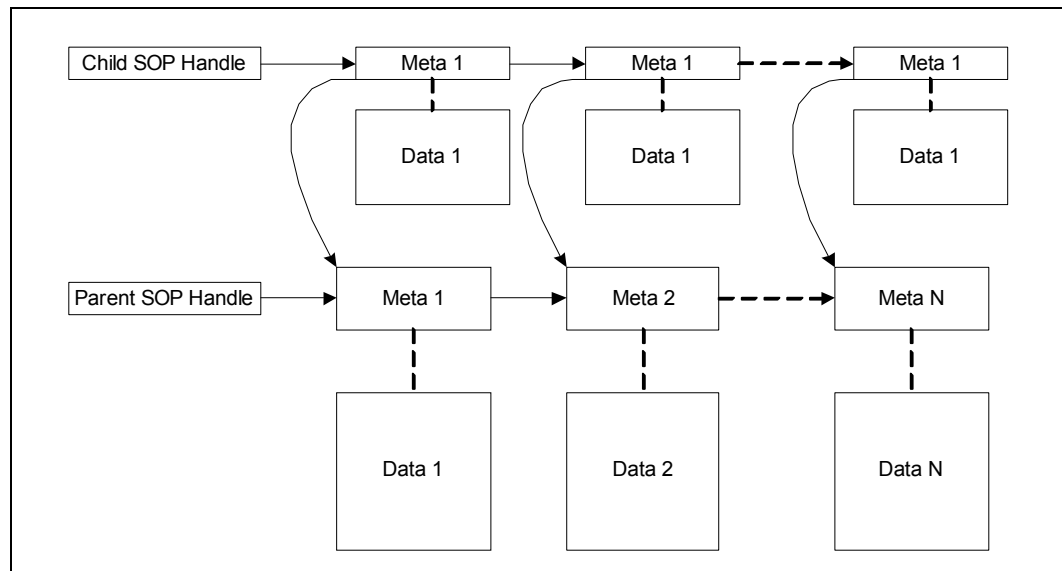 Child SOP Handle
Meta 1
Meta 1
Meta 1
Data 1
Data 1
Data 1
Parent SOP Handle
Meta 1
Meta 2
Meta N
Data 1
Data 2
Data N